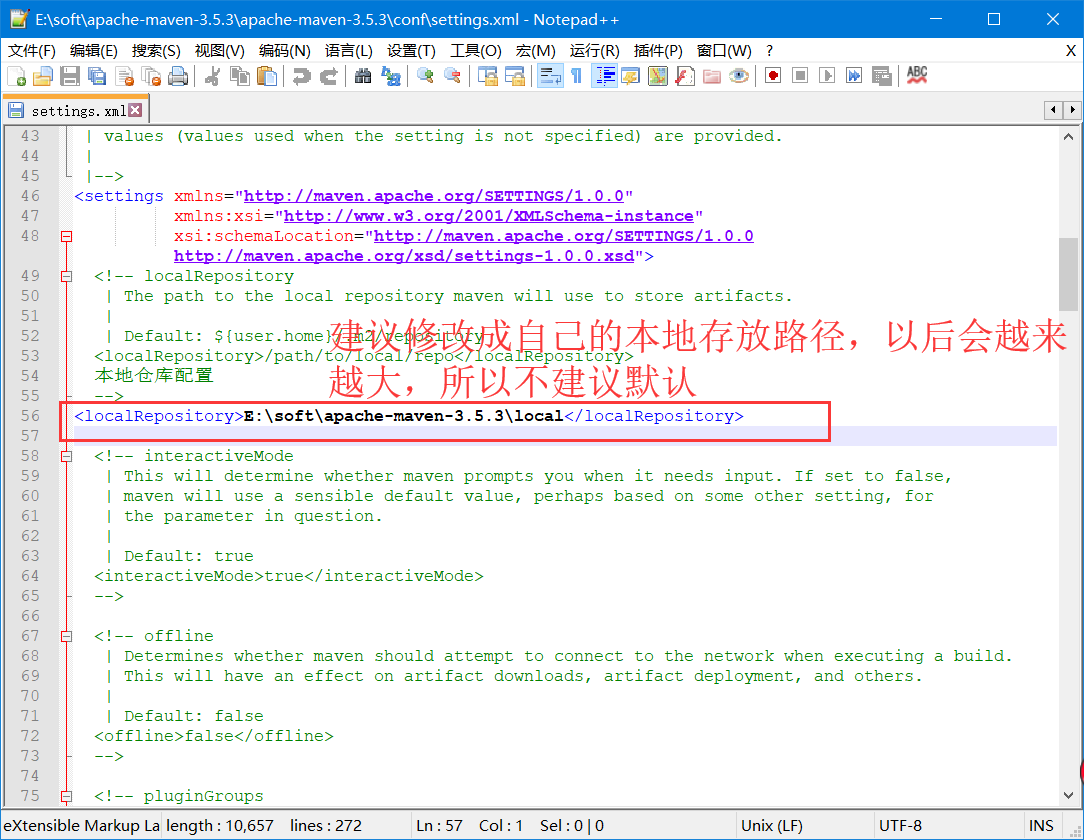 E:\soft\apache-maven-3.5.3\apache-maven-3.5.3\conf\settings.xml - Notepad++
文件(F) 编辑(E) 搜索(S) 视图(V) 编码(N) 语言(L) 设置(T) 工具(O) 宏(M) 运行(R) 插件(P) 窗口(W) ? X
settings.xml
43 | values (values used when the setting is not specified) are provided.
44 |
45 |-->
46 <settings xmlns="http://maven.apache.org/SETTINGS/1.0.0"
47 xmlns:xsi="http://www.w3.org/2001/XMLSchema-instance"
48 xsi:schemaLocation="http://maven.apache.org/SETTINGS/1.0.0
http://maven.apache.org/xsd/settings-1.0.0.xsd">
49 <!-- localRepository
50 | The path to the local repository maven will use to store artifacts.
51 |
52 | Default: ${user.home}/.m2/repository
建议修改成自己的本地存放路径，以后会越来
53 <localRepository>/path/to/local/repo</localRepository>
54 本地仓库配置
越大，所以不建议默认
55 -->
56 <localRepository>E:\soft\apache-maven-3.5.3\local</localRepository>
57
58 <!-- interactiveMode
59 | This will determine whether maven prompts you when it needs input. If set to false,
60 | maven will use a sensible default value, perhaps based on some other setting, for
61 | the parameter in question.
62 |
63 | Default: true
64 <interactiveMode>true</interactiveMode>
65 -->
66
67 <!-- offline
68 | Determines whether maven should attempt to connect to the network when executing a build.
69 | This will have an effect on artifact downloads, artifact deployment, and others.
70 |
71 | Default: false
72 <offline>false</offline>
73 -->
74
75 <!-- pluginGroups
eXtensible Markup La length : 10,657 lines : 272 Ln : 57 Col : 1 Sel : 0 | 0 Unix (LF) UTF-8 INS